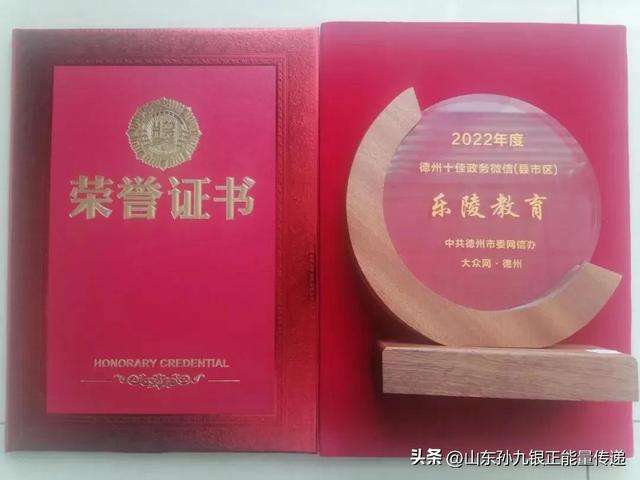 荣誉证书
HONORARY CREDENTIAL
2022年度
德州十佳政务微信(县市区)
乐陵教育
中共德州市委网信办
大众网·德州
头条 @山东孙九银正能量传递